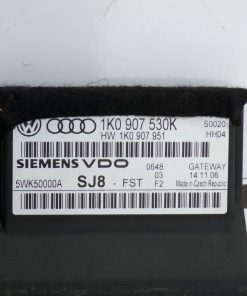 1K0 907 530K S0020
HW: 1K0 907 951 HH04
SIEMENS VDO 0648 GATEWAY
03 14 11 06
5WK50000A SJ8 - FST F2 Made in Czech Republic